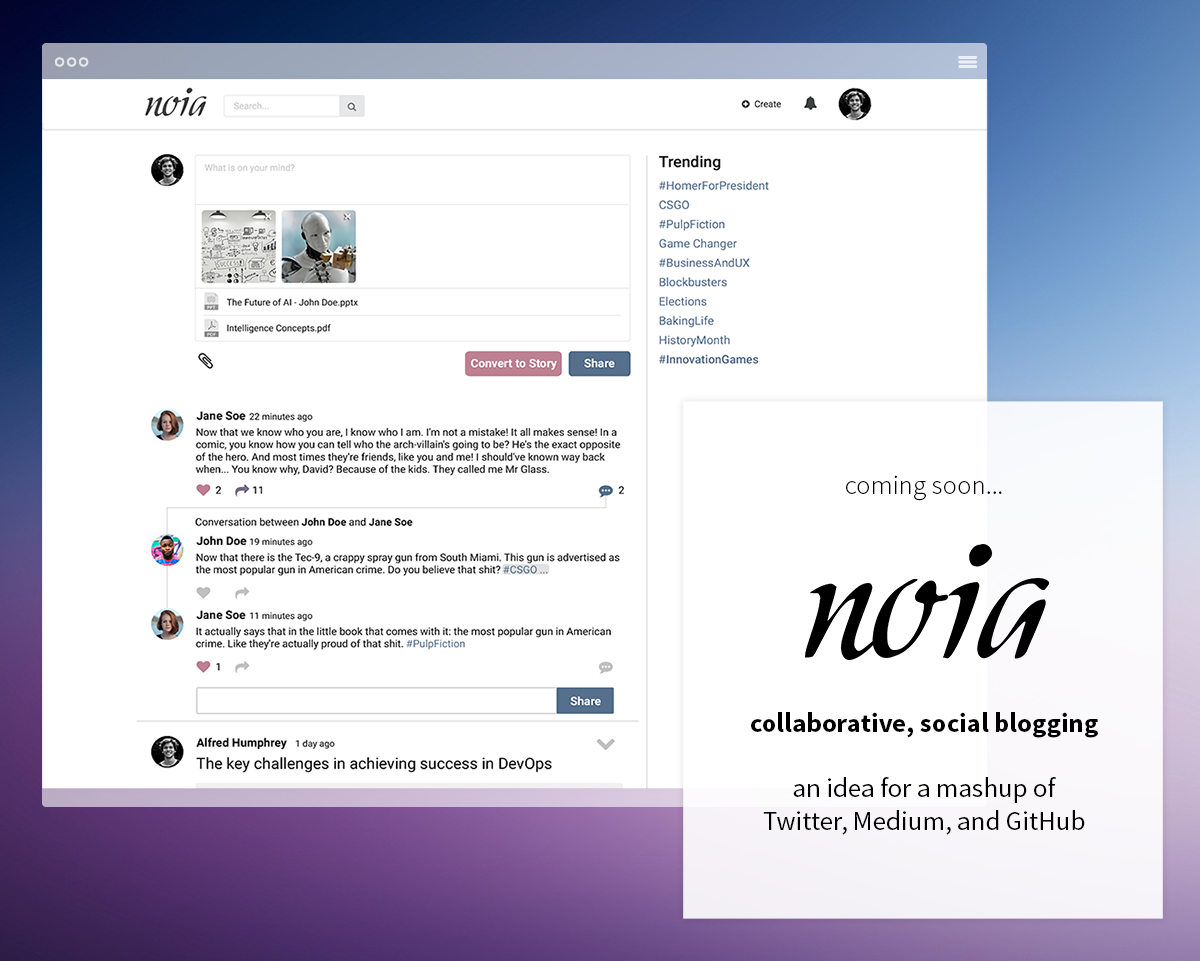 noia
Search...
Create
What is on your mind?
The Future of AI - John Doe.pptx
Intelligence Concepts.pdf
Convert to Story
Share
Trending
#HomerForPresident
CSGO
#PulpFiction
Game Changer
#BusinessAndUX
Blockbusters
Elections
BakingLife
HistoryMonth
#InnovationGames
Jane Soe 22 minutes ago
Now that we know who you are, I know who I am. I'm not a mistake! It all makes sense! In a
comic, you know how you can tell who the arch-villain's going to be? He's the exact opposite
of the hero. And most times they're friends, like you and me! I should've known way back
when... You know why, David? Because of the kids. They called me Mr Glass.
2 11 2
Conversation between John Doe and Jane Soe
John Doe 19 minutes ago
Now that there is the Tec-9, a crappy spray gun from South Miami. This gun is advertised as
the most popular gun in American crime. Do you believe that shit? #CSGO ...
Jane Soe 11 minutes ago
It actually says that in the little book that comes with it: the most popular gun in American
crime. Like they're actually proud of that shit. #PulpFiction
1
Share
Alfred Humphrey 1 day ago
The key challenges in achieving success in DevOps
coming soon...
noia
collaborative, social blogging
an idea for a mashup of
Twitter, Medium, and GitHub